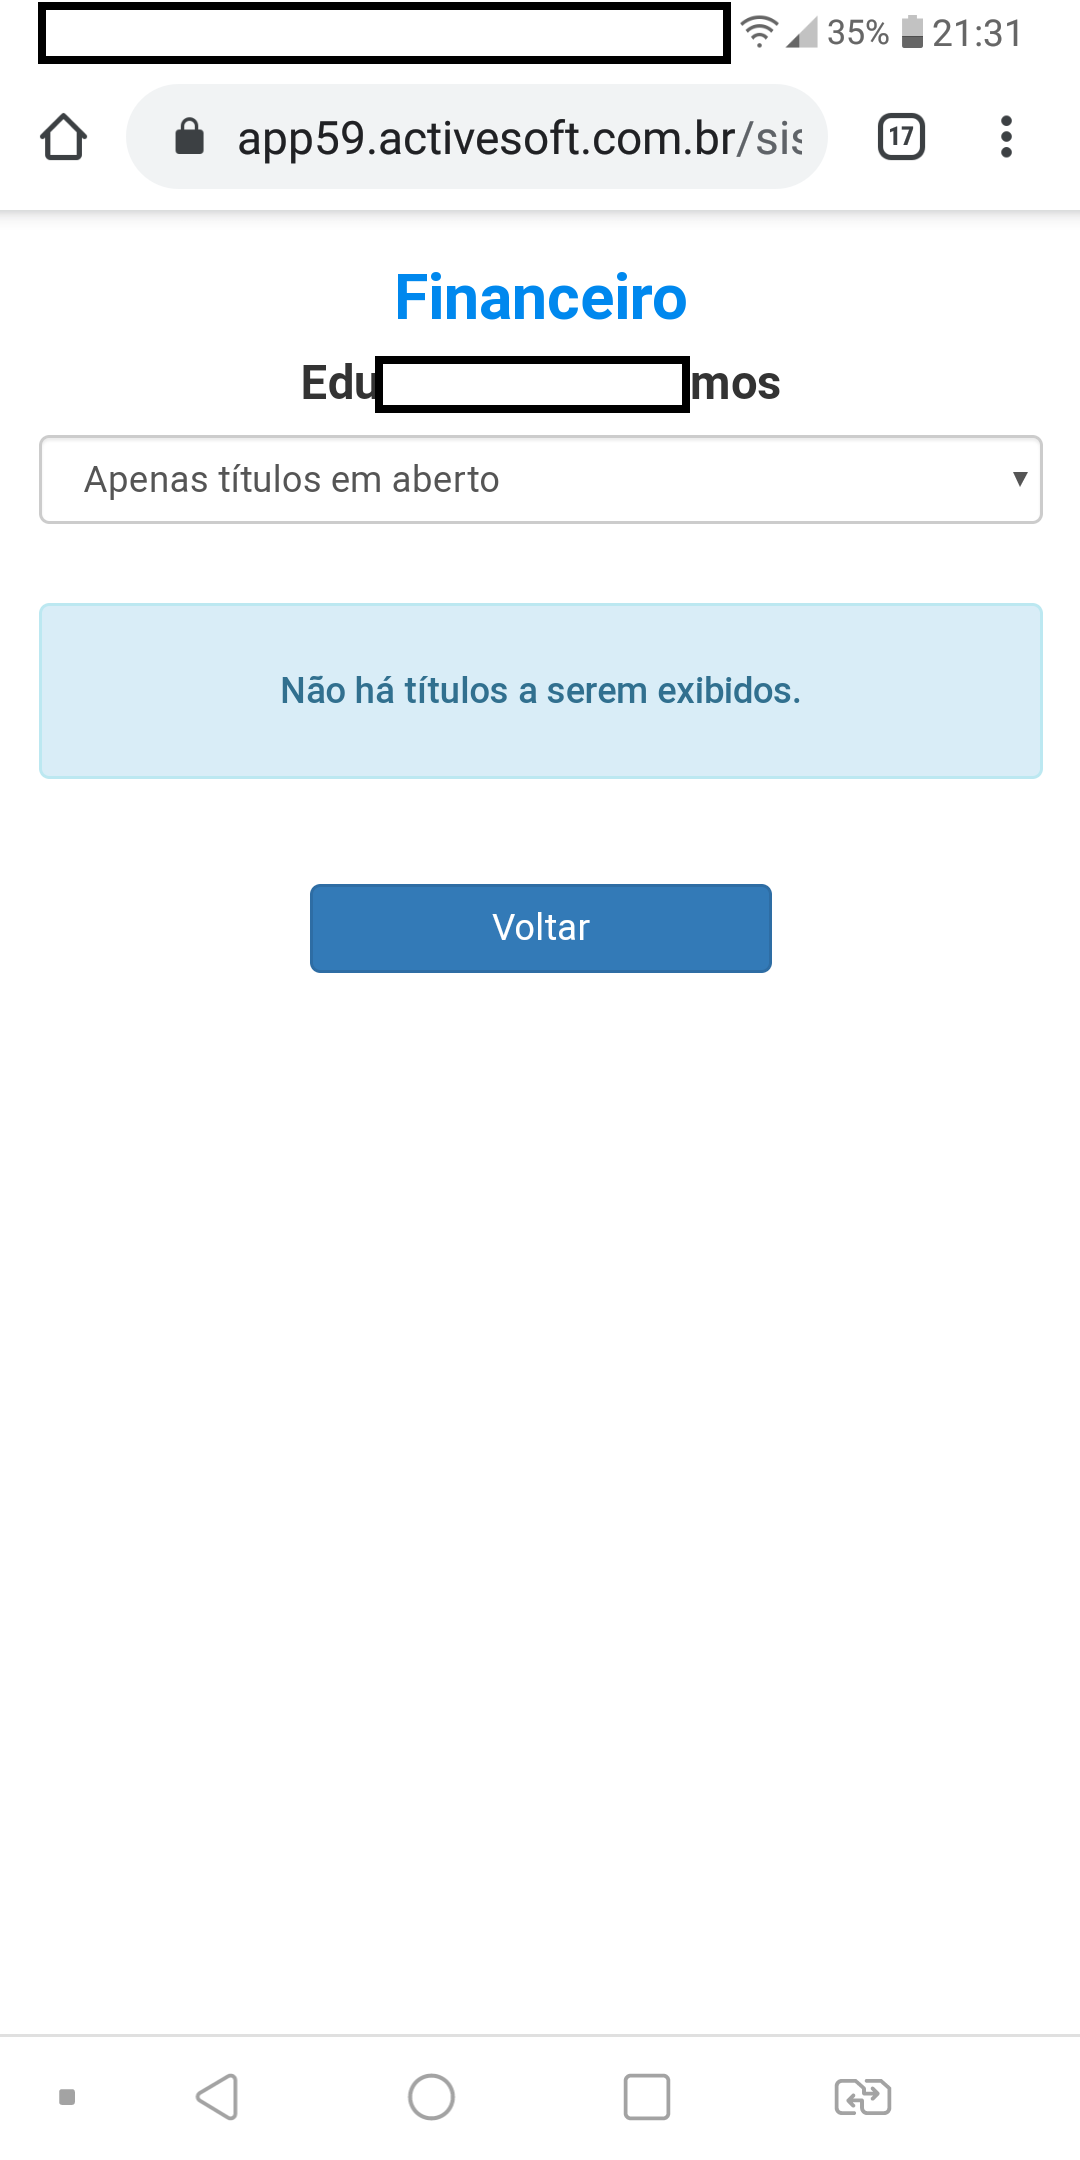 35% 21:31
app59.activesoft.com.br/sis
17
Financeiro
Edu mos
Apenas títulos em aberto
Não há títulos a serem exibidos.
Voltar